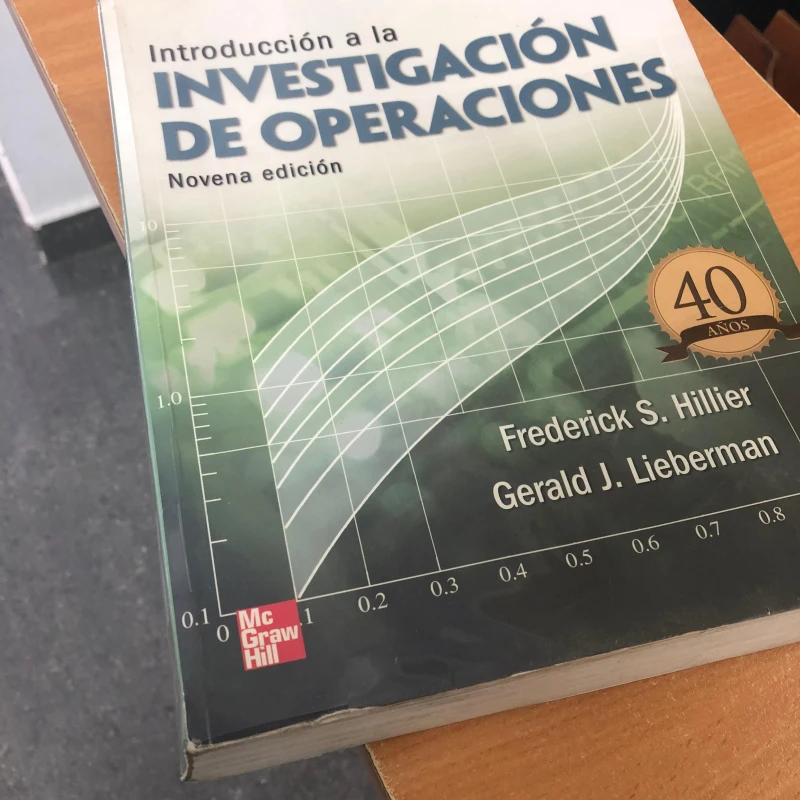 Introducción a la
INVESTIGACIÓN
DE OPERACIONES
Novena edición
10
40
AÑOS
1.0
Frederick S. Hillier
Gerald J. Lieberman
0.1
0 .1 0.2 0.3 0.4 0.5 0.6 0.7 0.8
Mc
Graw
Hill